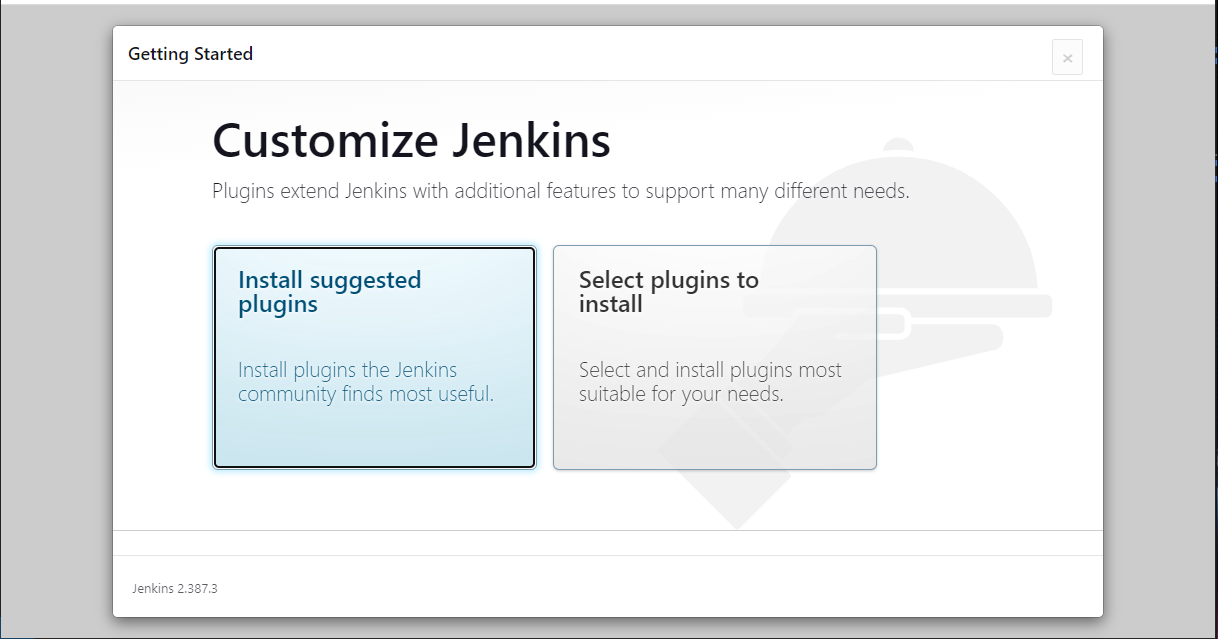 Getting Started
×
Customize Jenkins
Plugins extend Jenkins with additional features to support many different needs.
Install suggested
plugins
Install plugins the Jenkins
community finds most useful.
Select plugins to
install
Select and install plugins most
suitable for your needs.
Jenkins 2.387.3